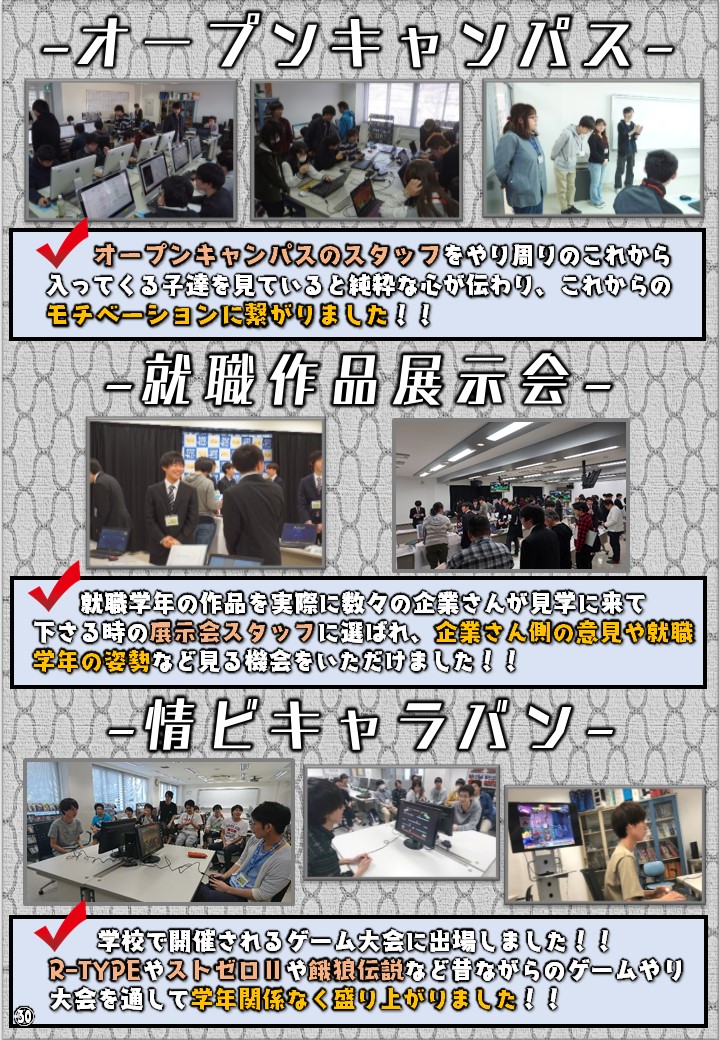 -オープンキャンパス-
オープンキャンパスのスタッフをやり周りのこれから
入ってくる子達を見ていると純粋な心が伝わり、これからの
モチベーションに繋がりました!!
-就職作品展示会-
就職学年の作品を実際に数々の企業さんが見学に来て
下さる時の展示会スタッフに選ばれ、企業さん側の意見や就職
学年の姿勢など見る機会をいただけました!!
-情ビキャラバン-
学校で開催されるゲーム大会に出場しました!!
R-TYPEやストゼロⅡや餓狼伝説など昔ながらのゲームやり
大会を通して学年関係なく盛り上がりました!!
30